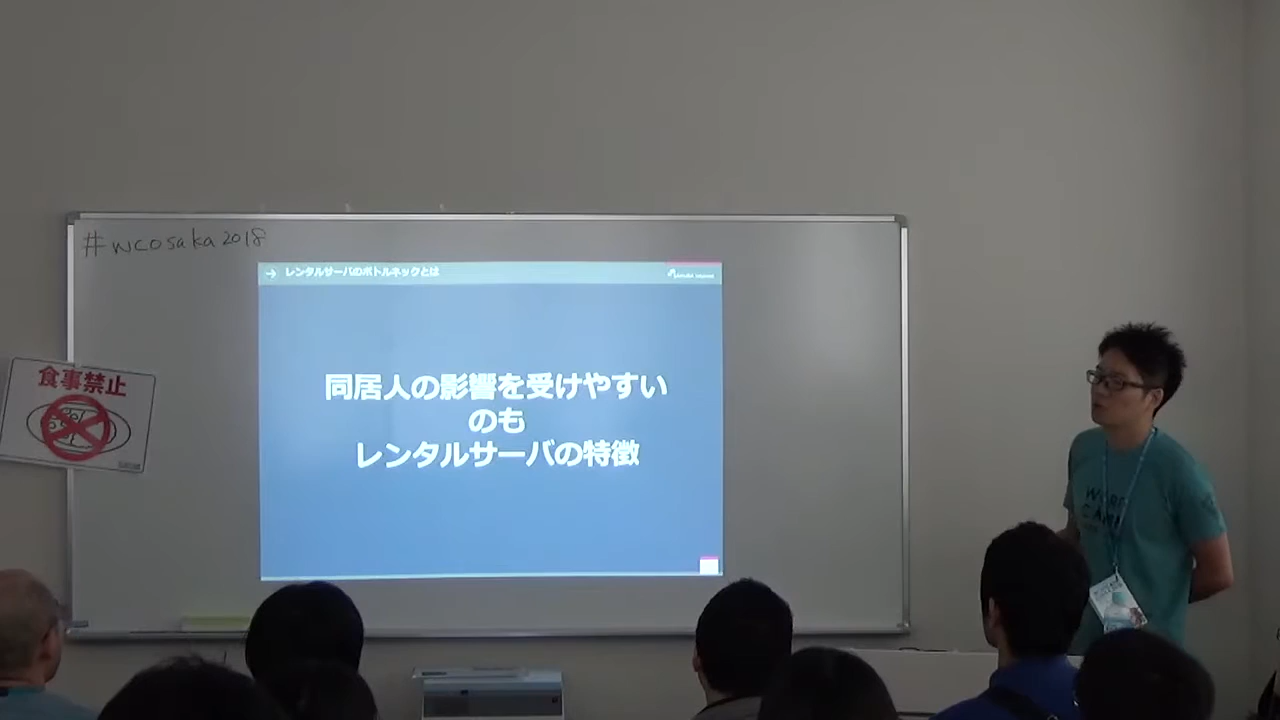 #wcosaka2018
→ レンタルサーバのボトルネックとは
同居人の影響を受けやすい
のも
レンタルサーバの特徴
食事禁止
WORD
CAMP